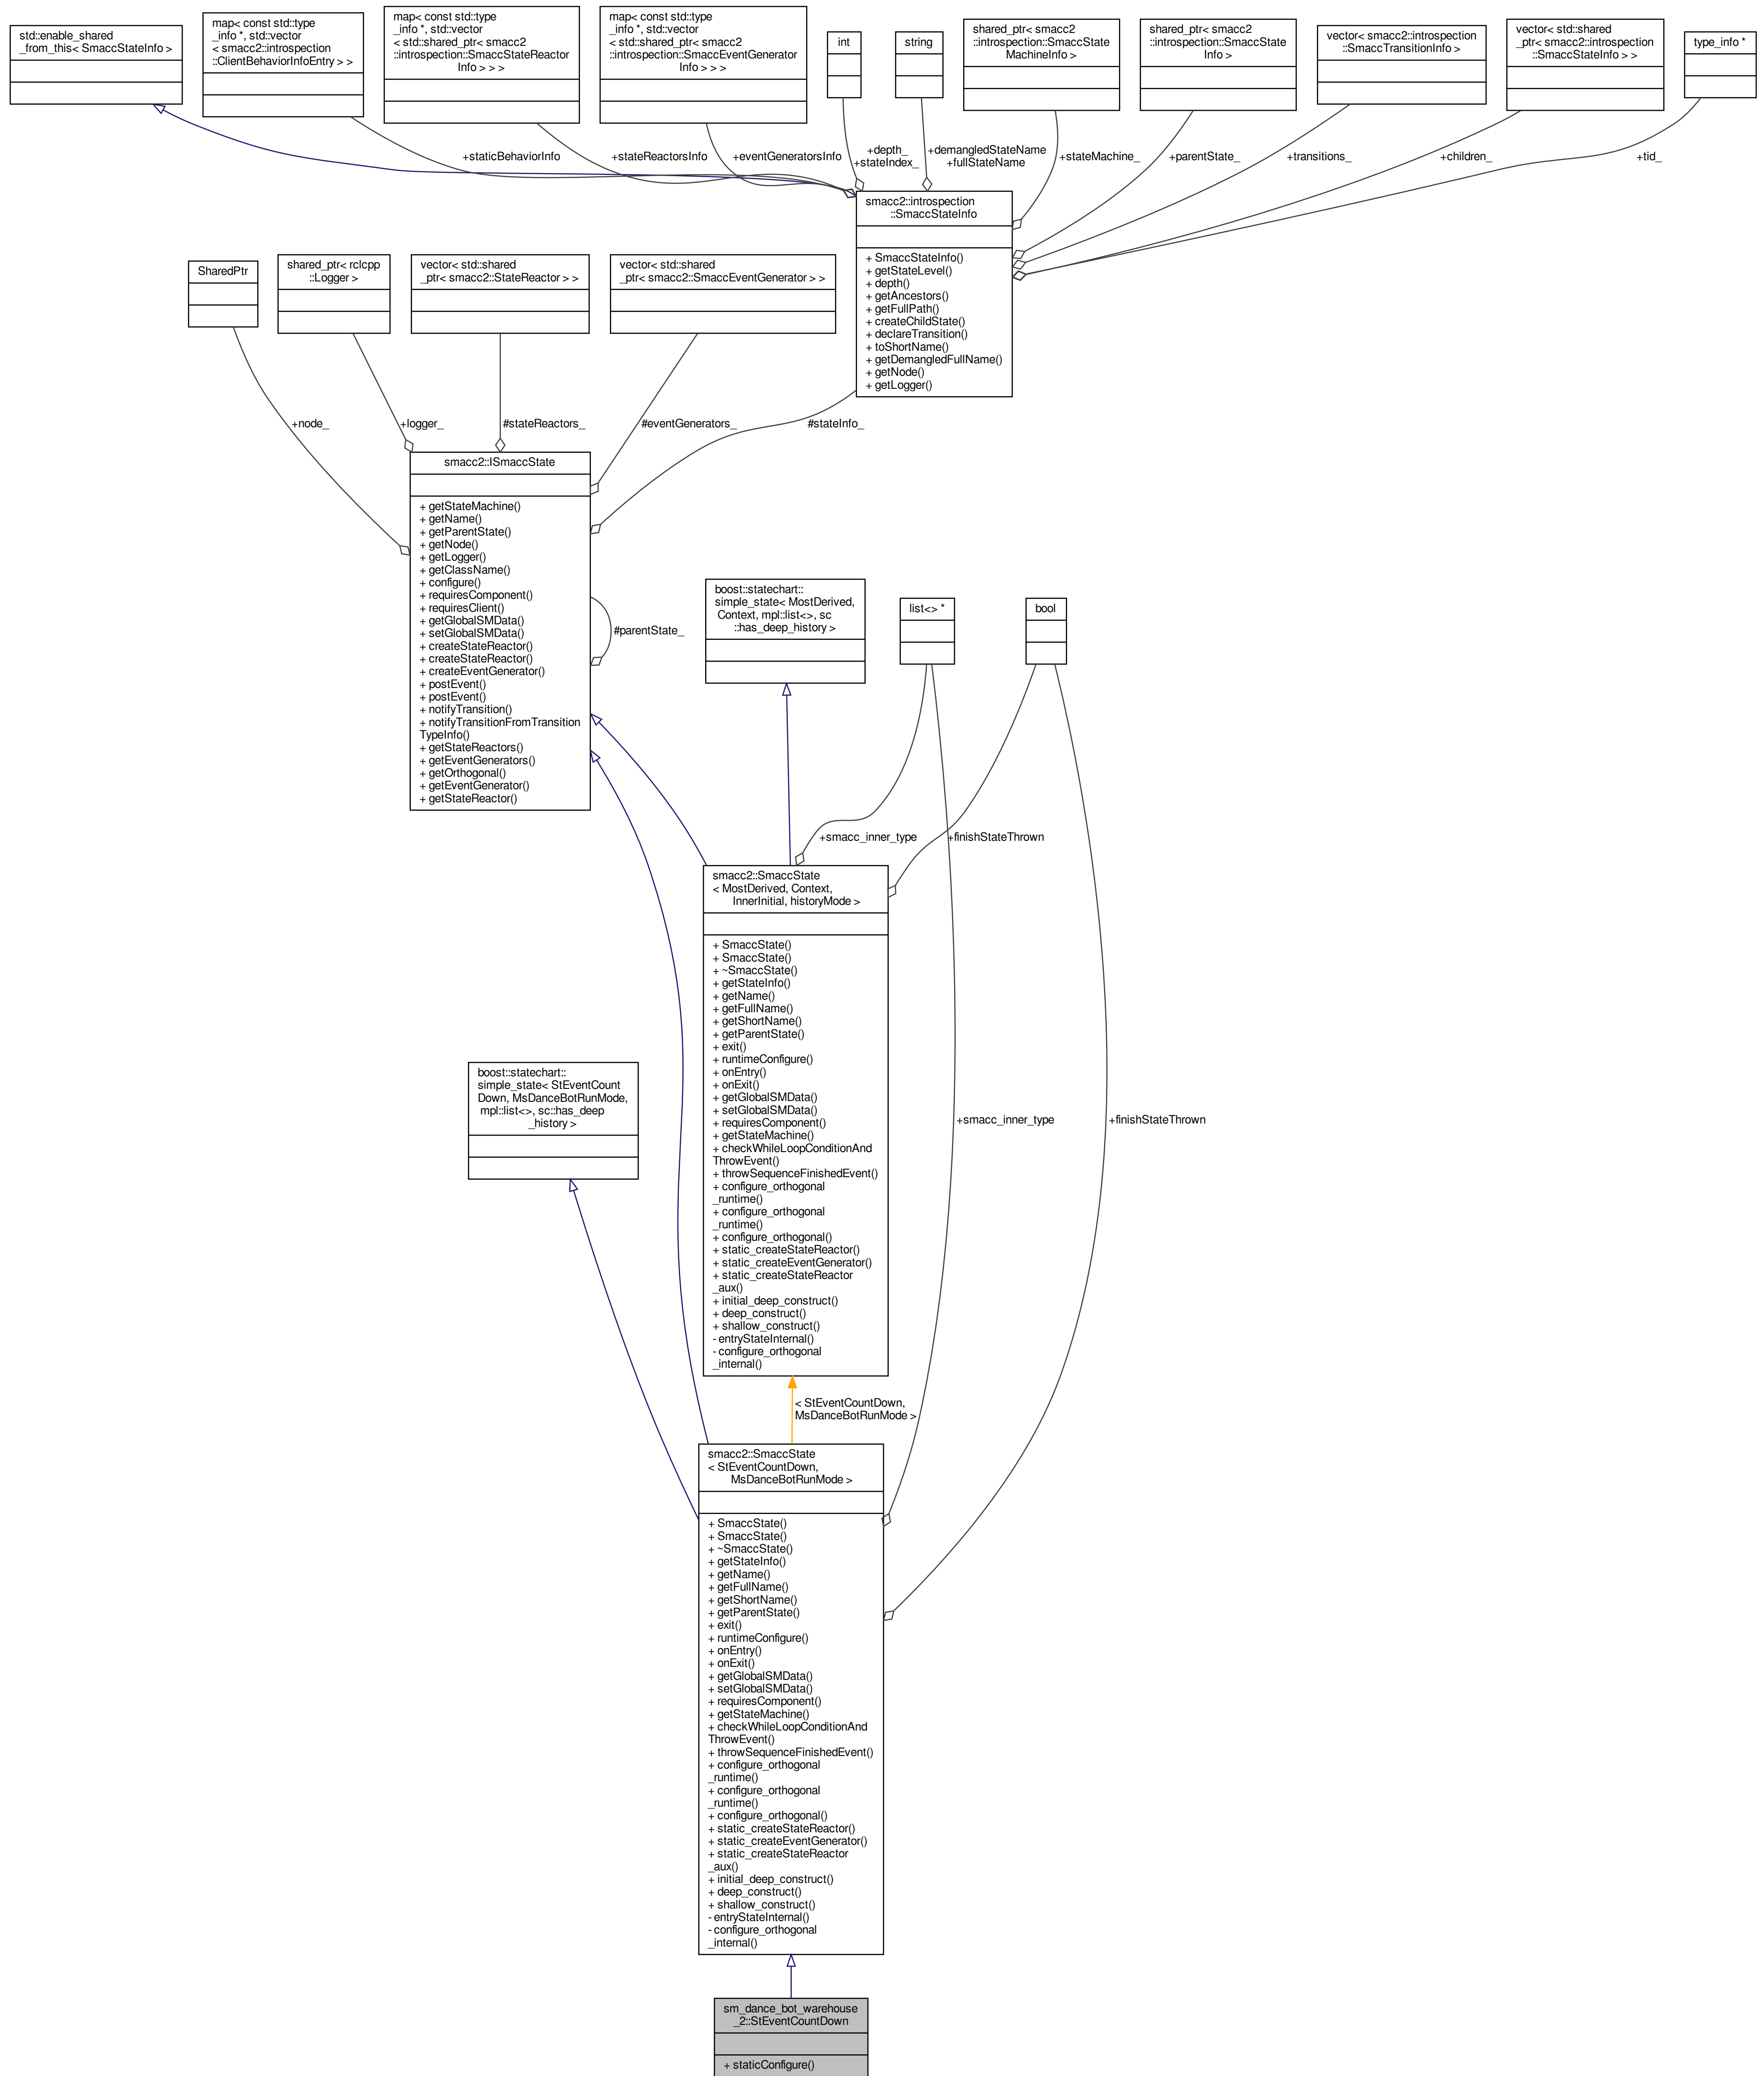 std::enable_shared
_from_this< SmaccStateInfo >
map< const std::type
_info *, std::vector
< smacc2::introspection
::ClientBehaviorInfoEntry > >
map< const std::type
_info *, std::vector
< std::shared_ptr< smacc2
::introspection::SmaccStateReactor
Info > > >
map< const std::type
_info *, std::vector
< std::shared_ptr< smacc2
::introspection::SmaccEventGenerator
Info > > >
int
string
shared_ptr< smacc2
::introspection::SmaccState
MachineInfo >
shared_ptr< smacc2
::introspection::SmaccState
Info >
vector< smacc2::introspection
::SmaccTransitionInfo >
vector< std::shared
_ptr< smacc2::introspection
::SmaccStateInfo > >
type_info *
+staticBehaviorInfo
+stateReactorsInfo
+eventGeneratorsInfo
+depth_
+stateIndex_
+demangledStateName
+fullStateName
+stateMachine_
+parentState_
+transitions_
+children_
+tid_
smacc2::introspection
::SmaccStateInfo
+ SmaccStateInfo()
+ getStateLevel()
+ depth()
+ getAncestors()
+ getFullPath()
+ createChildState()
+ declareTransition()
+ toShortName()
+ getDemangledFullName()
+ getNode()
+ getLogger()
SharedPtr
shared_ptr< rclcpp
::Logger >
vector< std::shared
_ptr< smacc2::StateReactor > >
vector< std::shared
_ptr< smacc2::SmaccEventGenerator > >
+node_
+logger_
#stateReactors_
#eventGenerators_
#stateInfo_
smacc2::ISmaccState
+ getStateMachine()
+ getName()
+ getParentState()
+ getNode()
+ getLogger()
+ getClassName()
+ configure()
+ requiresComponent()
+ requiresClient()
+ getGlobalSMData()
+ setGlobalSMData()
+ createStateReactor()
+ createStateReactor()
+ createEventGenerator()
+ postEvent()
+ postEvent()
+ notifyTransition()
+ notifyTransitionFromTransition
TypeInfo()
+ getStateReactors()
+ getEventGenerators()
+ getOrthogonal()
+ getEventGenerator()
+ getStateReactor()
#parentState_
boost::statechart::
simple_state< MostDerived,
Context, mpl::list<>, sc
::has_deep_history >
list<> *
bool
+smacc_inner_type
+finishStateThrown
smacc2::SmaccState
< MostDerived, Context,
InnerInitial, historyMode >
+ SmaccState()
+ SmaccState()
+ ~SmaccState()
+ getStateInfo()
+ getName()
+ getFullName()
+ getShortName()
+ getParentState()
+ exit()
+ runtimeConfigure()
+ onEntry()
+ onExit()
+ getGlobalSMData()
+ setGlobalSMData()
+ requiresComponent()
+ getStateMachine()
+ checkWhileLoopConditionAnd
ThrowEvent()
+ throwSequenceFinishedEvent()
+ configure_orthogonal
_runtime()
+ configure_orthogonal
_runtime()
+ configure_orthogonal()
+ static_createStateReactor()
+ static_createEventGenerator()
+ static_createStateReactor
_aux()
+ initial_deep_construct()
+ deep_construct()
+ shallow_construct()
- entryStateInternal()
- configure_orthogonal
_internal()
boost::statechart::
simple_state< StEventCount
Down, MsDanceBotRunMode,
mpl::list<>, sc::has_deep
_history >
+smacc_inner_type
+finishStateThrown
< StEventCountDown,
MsDanceBotRunMode >
smacc2::SmaccState
< StEventCountDown,
MsDanceBotRunMode >
+ SmaccState()
+ SmaccState()
+ ~SmaccState()
+ getStateInfo()
+ getName()
+ getFullName()
+ getShortName()
+ getParentState()
+ exit()
+ runtimeConfigure()
+ onEntry()
+ onExit()
+ getGlobalSMData()
+ setGlobalSMData()
+ requiresComponent()
+ getStateMachine()
+ checkWhileLoopConditionAnd
ThrowEvent()
+ throwSequenceFinishedEvent()
+ configure_orthogonal
_runtime()
+ configure_orthogonal
_runtime()
+ configure_orthogonal()
+ static_createStateReactor()
+ static_createEventGenerator()
+ static_createStateReactor
_aux()
+ initial_deep_construct()
+ deep_construct()
+ shallow_construct()
- entryStateInternal()
- configure_orthogonal
_internal()
sm_dance_bot_warehouse
_2::StEventCountDown
+ staticConfigure()